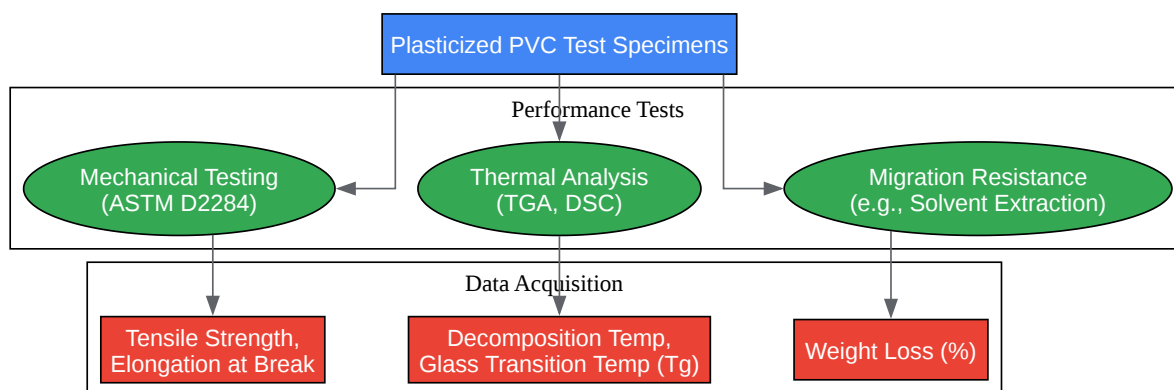 Plasticized PVC Test Specimens
Performance Tests
Mechanical Testing
(ASTM D2284)
Thermal Analysis
(TGA, DSC)
Migration Resistance
(e.g., Solvent Extraction)
Data Acquisition
Tensile Strength,
Elongation at Break
Decomposition Temp,
Glass Transition Temp (Tg)
Weight Loss (%)